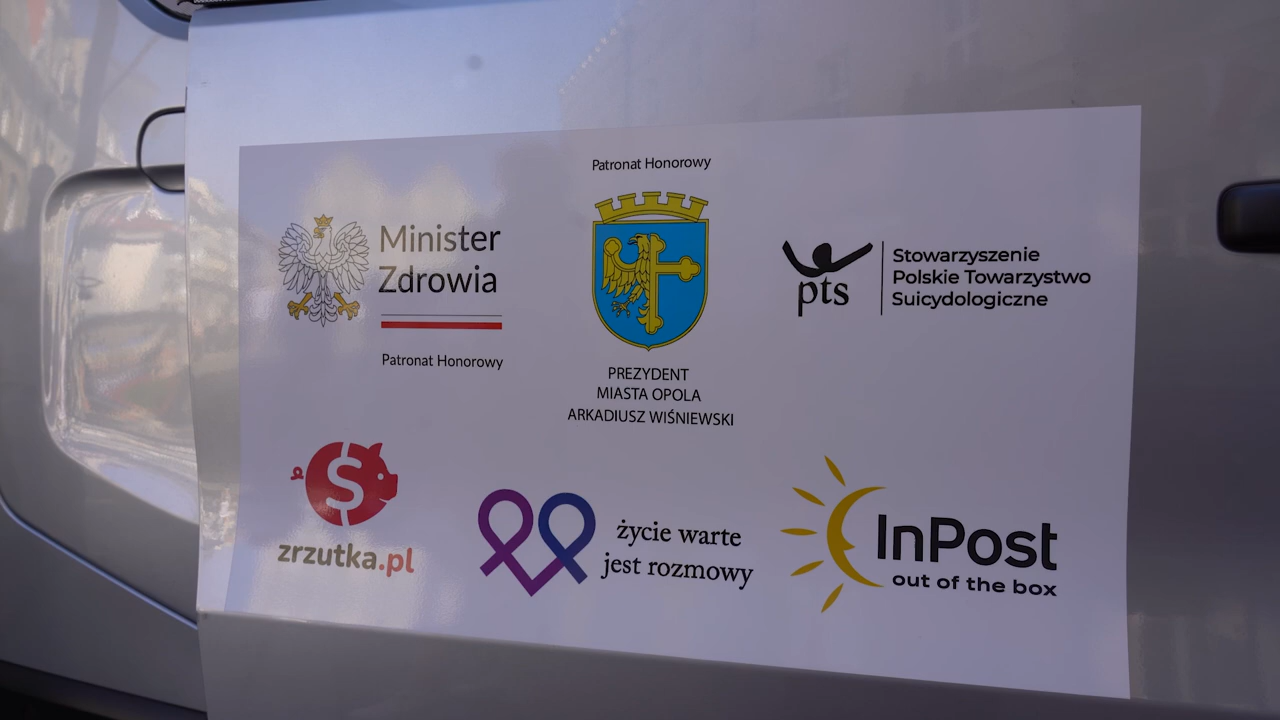 Patronat Honorowy
Minister
Zdrowia
Patronat Honorowy
PREZYDENT
MIASTA OPOLA
ARKADIUSZ WIŚNIEWSKI
pts
Stowarzyszenie
Polskie Towarzystwo
Suicydologiczne
zrzutka.pl
życie warte
jest rozmowy
InPost
out of the box